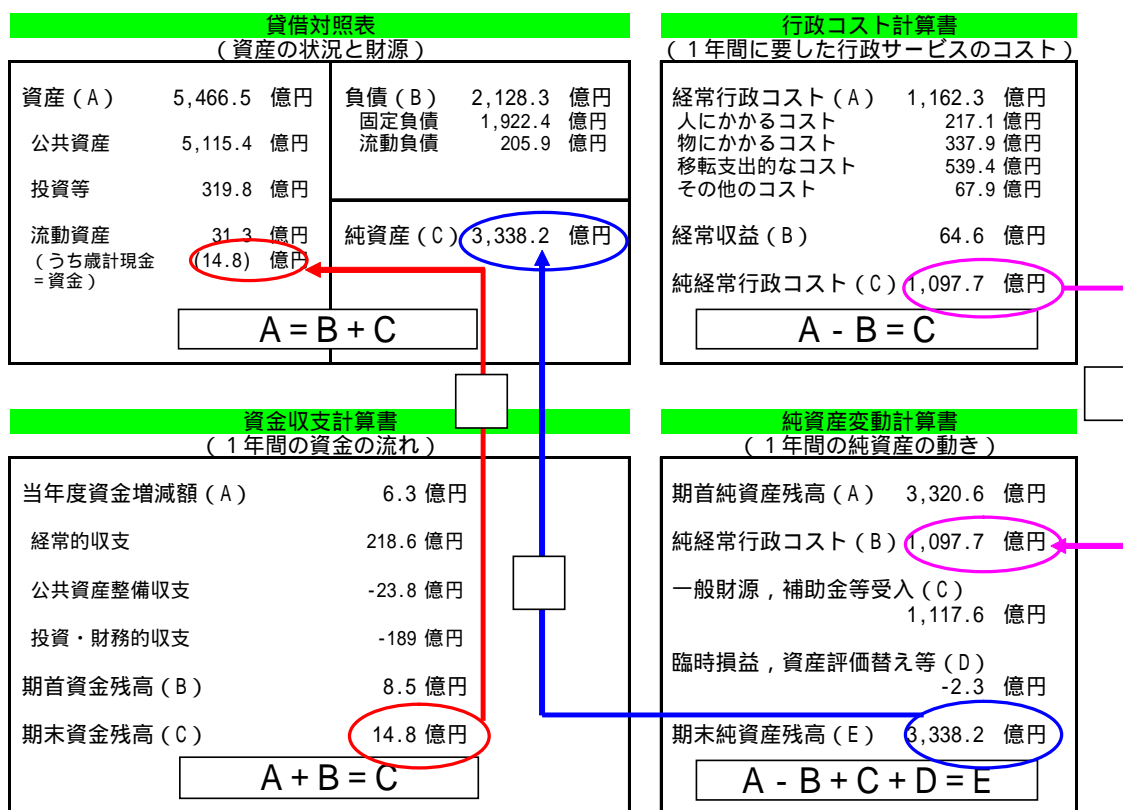 貸借対照表
(資産の状況と財源)
資産(A) 5,466.5 億円
公共資産 5,115.4 億円
投資等 319.8 億円
流動資産 31.3 億円
(うち歳計現金 (14.8) 億円
=資金)
負債(B) 2,128.3 億円
固定負債 1,922.4 億円
流動負債 205.9 億円
純資産(C) 3,338.2 億円
A=B+C
行政コスト計算書
(1年間に要した行政サービスのコスト)
経常行政コスト(A) 1,162.3 億円
人にかかるコスト 217.1 億円
物にかかるコスト 337.9 億円
移転支出的なコスト 539.4 億円
その他のコスト 67.9 億円
経常収益(B) 64.6 億円
純経常行政コスト(C) 1,097.7 億円
A-B=C
資金収支計算書
(1年間の資金の流れ)
当年度資金増減額(A) 6.3 億円
経常的収支 218.6 億円
公共資産整備収支 -23.8 億円
投資・財務的収支 -189 億円
期首資金残高(B) 8.5 億円
期末資金残高(C) 14.8 億円
A+B=C
純資産変動計算書
(1年間の純資産の動き)
期首純資産残高(A) 3,320.6 億円
純経常行政コスト(B) 1,097.7 億円
一般財源,補助金等受入(C)
1,117.6 億円
臨時損益,資産評価替え等(D)
-2.3 億円
期末純資産残高(E) 3,338.2 億円
A-B+C+D=E